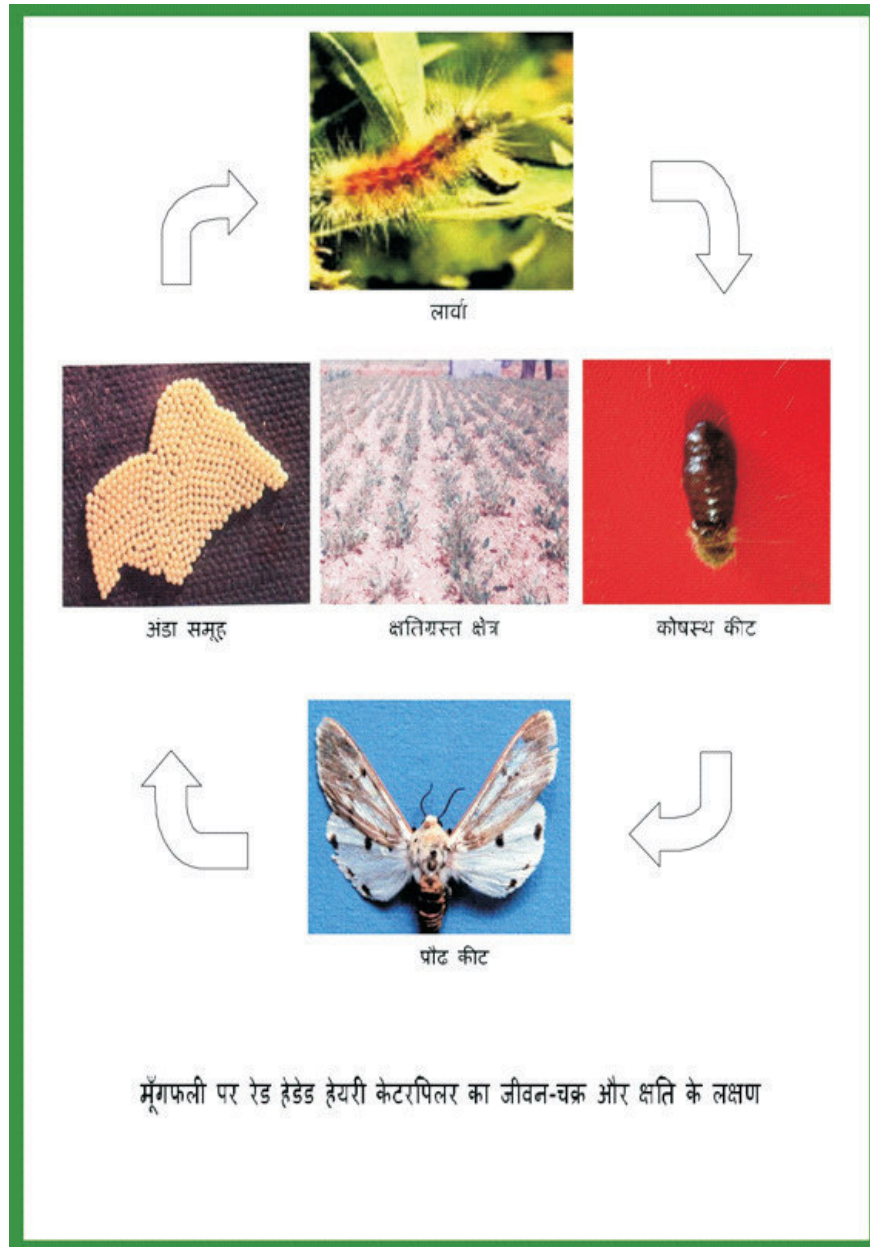 लार्वा
अंडा समूह
क्षतिग्रस्त क्षेत्र
कोषस्थ कीट
प्रौढ कीट
मूँगफली पर रेड हेडेड हेयरी केटरपिलर का जीवन-चक्र और क्षति के लक्षण